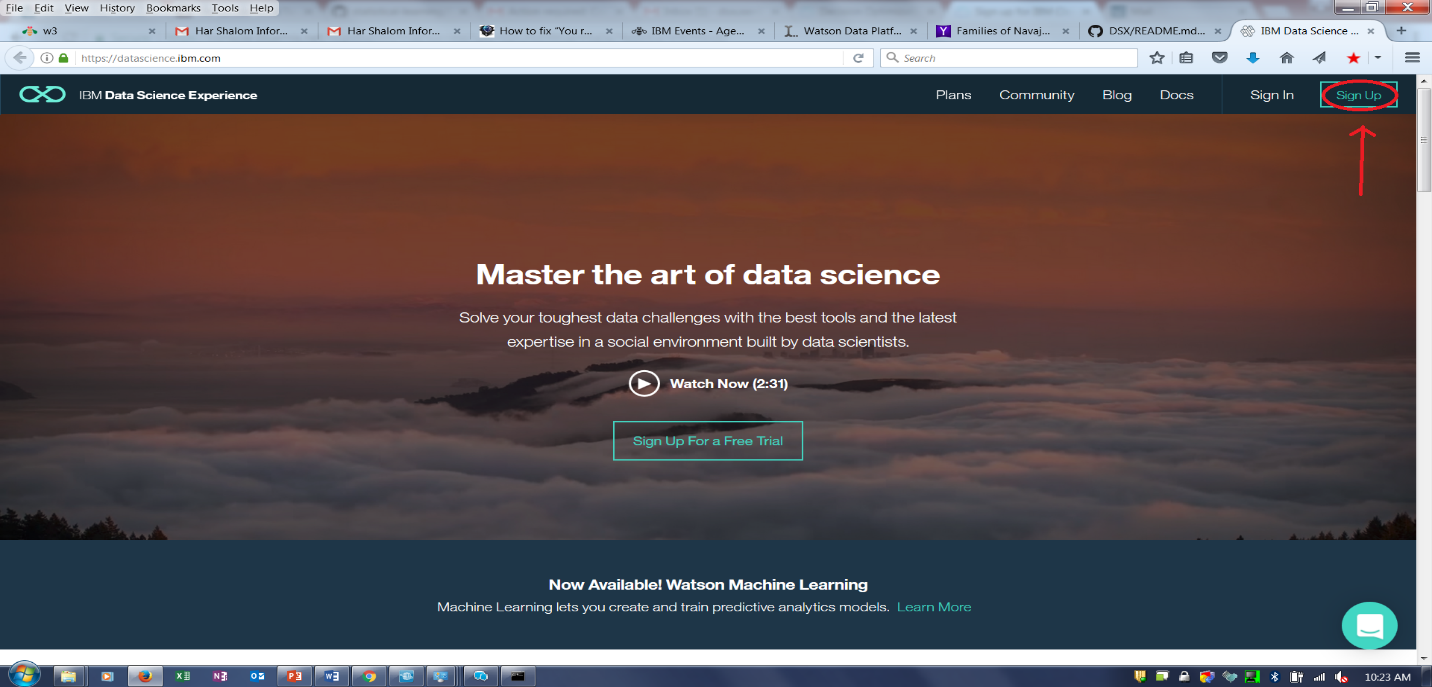 File Edit View History Bookmarks Tools Help
w3
Har Shalom Infor...
Har Shalom Infor...
How to fix "You r...
IBM Events - Age...
Watson Data Platf...
Families of Navaj...
DSX/README.md...
IBM Data Science ...
https://datascience.ibm.com
Search
IBM Data Science Experience
Plans
Community
Blog
Docs
Sign In
Sign Up
Master the art of data science
Solve your toughest data challenges with the best tools and the latest
expertise in a social environment built by data scientists.
Watch Now (2:31)
Sign Up For a Free Trial
Now Available! Watson Machine Learning
Machine Learning lets you create and train predictive analytics models. Learn More
10:23 AM